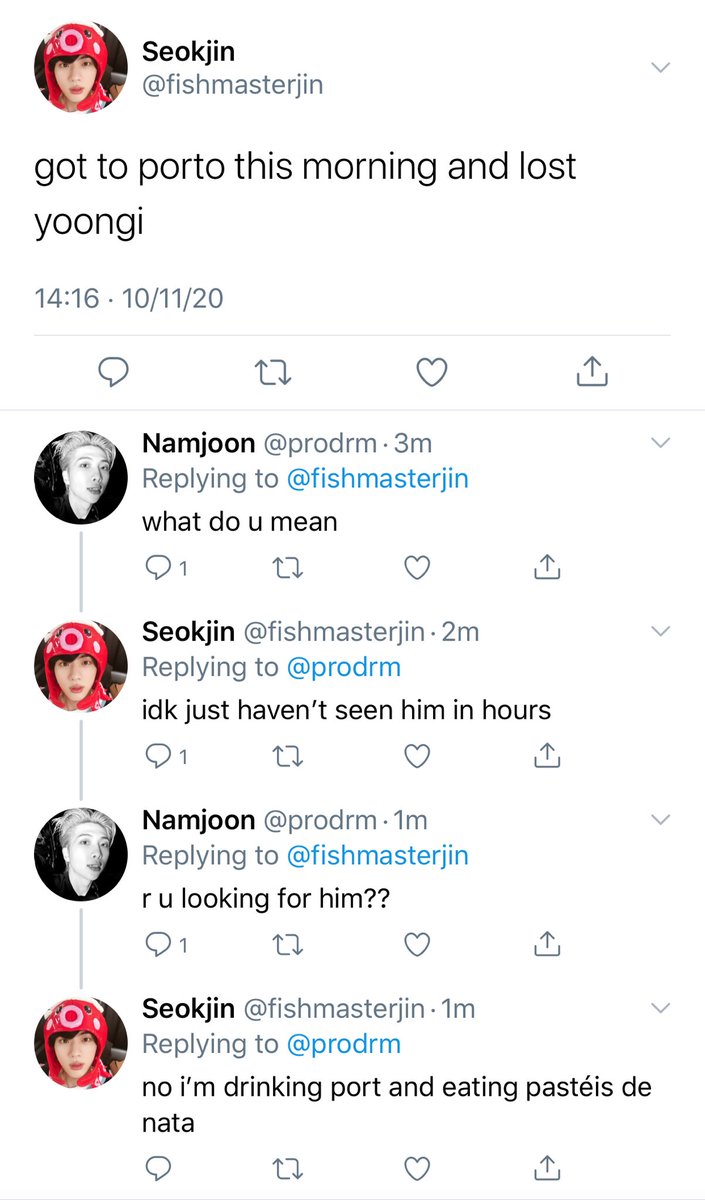 Seokjin
@fishmasterjin
got to porto this morning and lost
yoongi
14:16 · 10/11/20
Namjoon @prodrm · 3m
Replying to @fishmasterjin
what do u mean
1
Seokjin @fishmasterjin · 2m
Replying to @prodrm
idk just haven’t seen him in hours
1
Namjoon @prodrm · 1m
Replying to @fishmasterjin
r u looking for him??
1
Seokjin @fishmasterjin · 1m
Replying to @prodrm
no i’m drinking port and eating pastéis de
nata